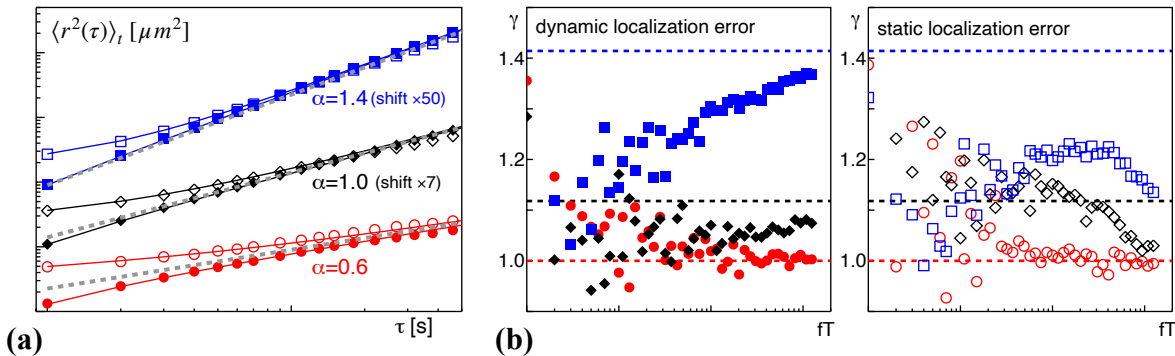 ⟨r²(τ)⟩ₜ [μm²]
α=1.4 (shift ×50)
α=1.0 (shift ×7)
α=0.6
τ [s]
(a)
γ
dynamic localization error
1.4
1.2
1.0
fT
(b)
γ
static localization error
1.4
1.2
1.0
fT